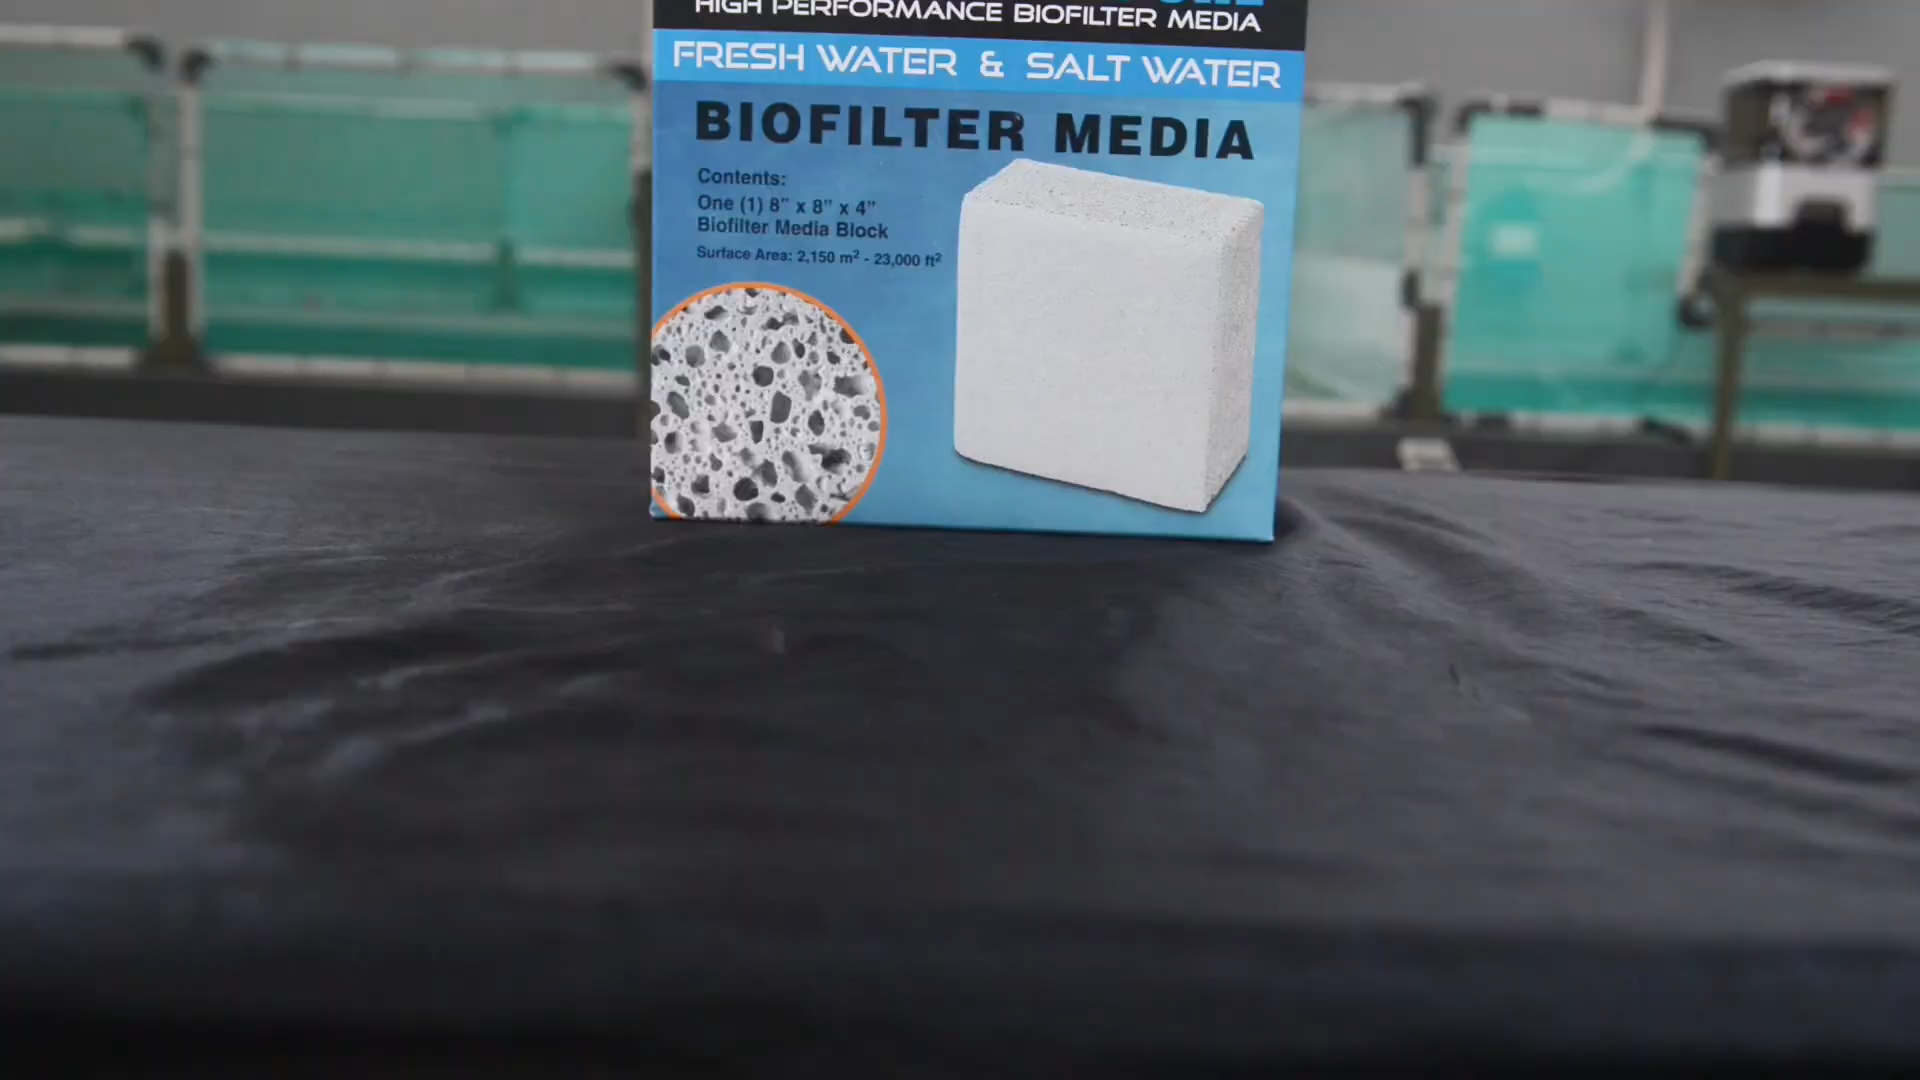 HIGH PERFORMANCE BIOFILTER MEDIA
FRESH WATER & SALT WATER
BIOFILTER MEDIA
Contents:
One (1) 8” x 8” x 4”
Biofilter Media Block
Surface Area: 2,150 m² - 23,000 ft²